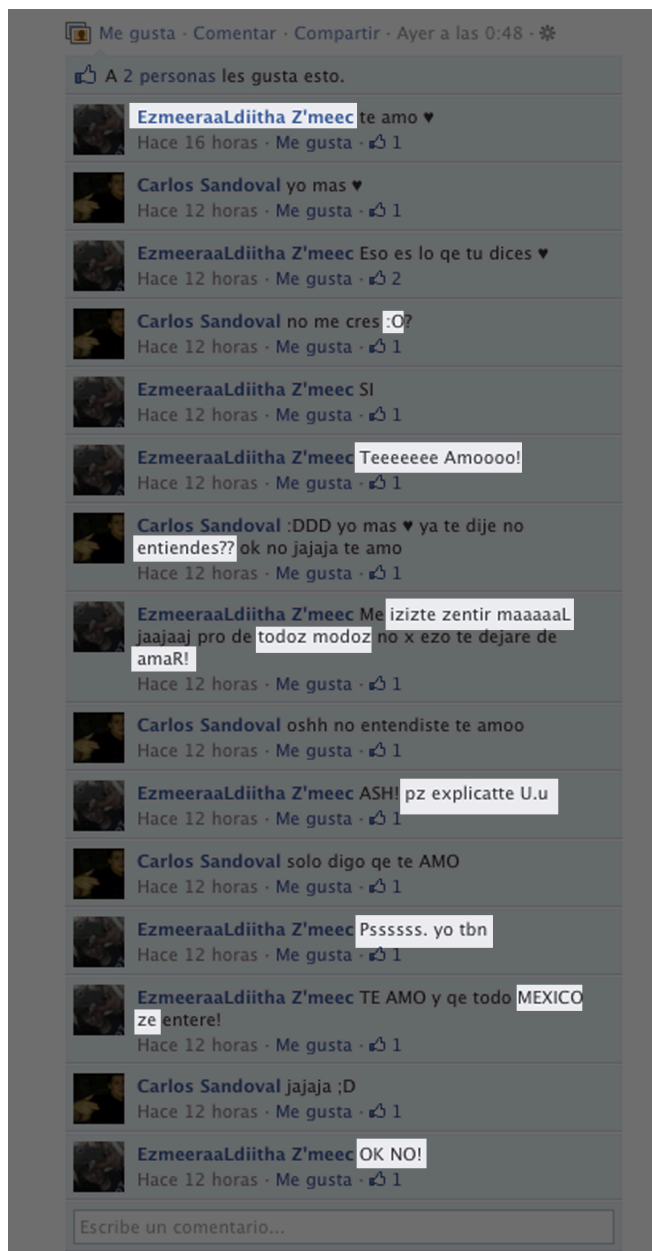 Me gusta · Comentar · Compartir · Ayer a las 0:48 ·
A 2 personas les gusta esto.
EzmeeraaLdiitha Z'meec te amo ♥
Hace 16 horas · Me gusta · 1
Carlos Sandoval yo mas ♥
Hace 12 horas · Me gusta · 1
EzmeeraaLdiitha Z'meec Eso es lo qe tu dices ♥
Hace 12 horas · Me gusta · 2
Carlos Sandoval no me cres :O?
Hace 12 horas · Me gusta · 1
EzmeeraaLdiitha Z'meec SI
Hace 12 horas · Me gusta · 1
EzmeeraaLdiitha Z'meec Teeeeeee Amoooo!
Hace 12 horas · Me gusta · 1
Carlos Sandoval :DDD yo mas ♥ ya te dije no
entiendes?? ok no jajaja te amo
Hace 12 horas · Me gusta · 1
EzmeeraaLdiitha Z'meec Me izizte zentir maaaaaL
jaajaaj pro de todoz modoz no x ezo te dejare de
amaR!
Hace 12 horas · Me gusta · 1
Carlos Sandoval oshh no entendiste te amoo
Hace 12 horas · Me gusta · 1
EzmeeraaLdiitha Z'meec ASH! pz explicatte U.u
Hace 12 horas · Me gusta · 1
Carlos Sandoval solo digo qe te AMO
Hace 12 horas · Me gusta · 1
EzmeeraaLdiitha Z'meec Pssssss. yo tbn
Hace 12 horas · Me gusta · 1
EzmeeraaLdiitha Z'meec TE AMO y qe todo MEXICO
ze entere!
Hace 12 horas · Me gusta · 1
Carlos Sandoval jajaja ;D
Hace 12 horas · Me gusta · 1
EzmeeraaLdiitha Z'meec OK NO!
Hace 12 horas · Me gusta · 1
Escribe un comentario...